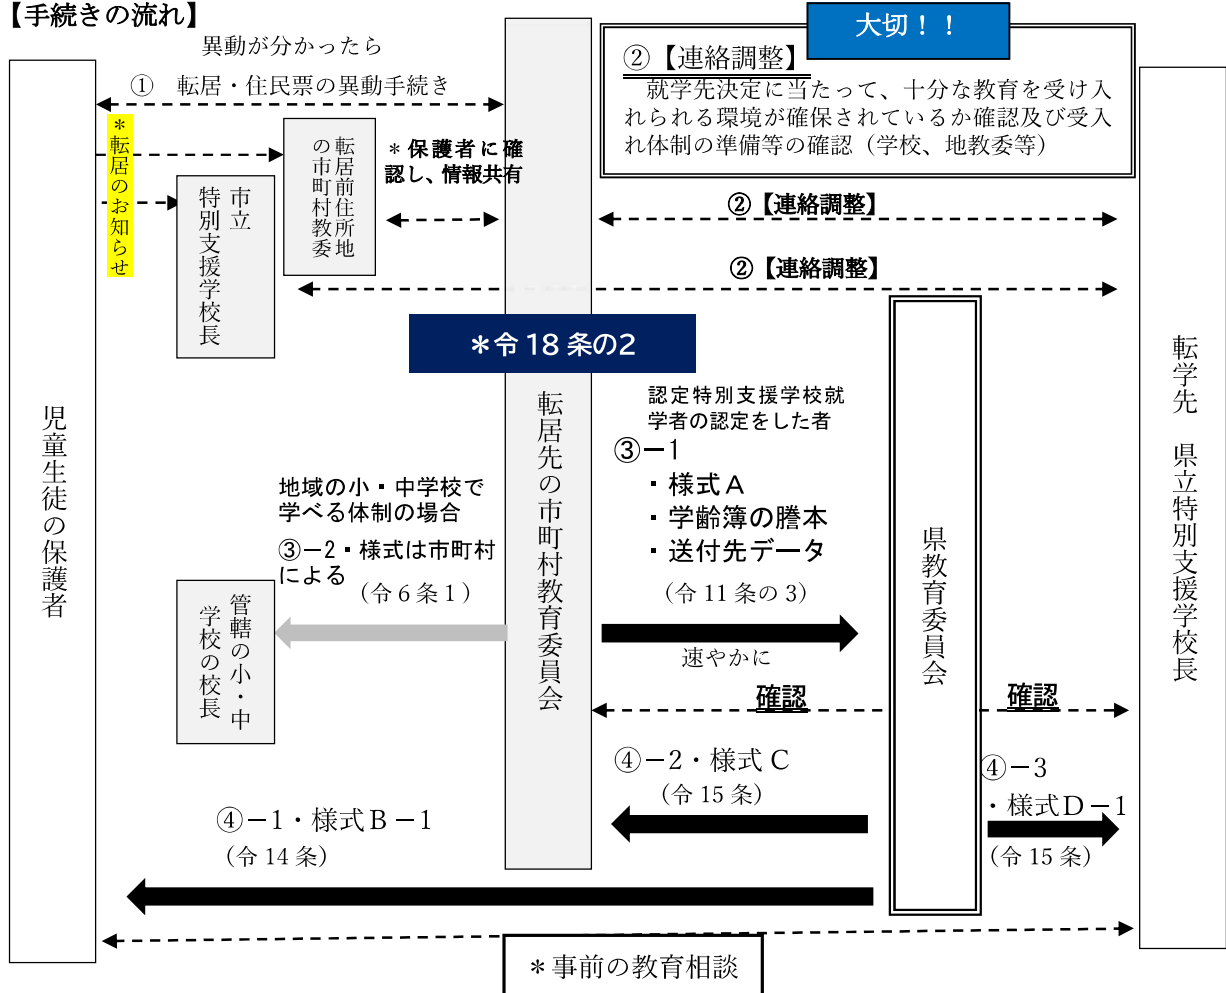 【手続きの流れ】
異動が分かったら
① 転居・住民票の異動手続き
大切！！
②【連絡調整】
就学先決定に当たって、十分な教育を受け入
れられる環境が確保されているか確認及び受入
れ体制の準備等の確認（学校、地教委等）
＊転居のお知らせ
転居前住所地
の市町村教委
＊保護者に確
認し、情報共有
市立
特別支援学校長
②【連絡調整】
②【連絡調整】
＊令18条の2
児童生徒の保護者
転居先の市町村教育委員会
県教育委員会
転学先　県立特別支援学校長
認定特別支援学校就
学者の認定をした者
③－1
・様式Ａ
・学齢簿の謄本
・送付先データ
（令11条の3）
速やかに
地域の小・中学校で
学べる体制の場合
③－2・様式は市町村
による
（令6条1）
管轄の小・中
学校の校長
確認
確認
④－2・様式C
（令15条）
④－3
・様式D－1
（令15条）
④－1・様式B－1
（令14条）
＊事前の教育相談